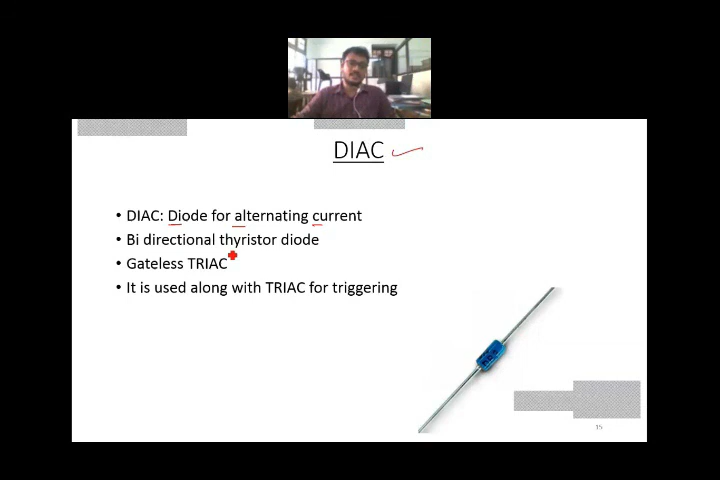 DIAC
• DIAC: Diode for alternating current
• Bi directional thyristor diode
• Gateless TRIAC
• It is used along with TRIAC for triggering
15